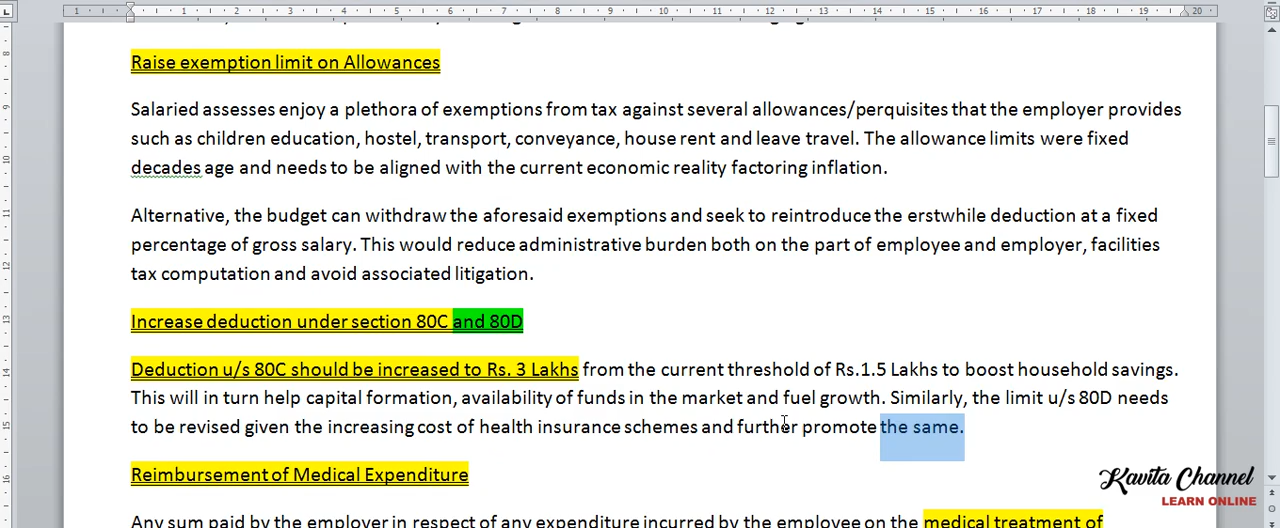 Raise exemption limit on Allowances
Salaried assesses enjoy a plethora of exemptions from tax against several allowances/perquisites that the employer provides
such as children education, hostel, transport, conveyance, house rent and leave travel. The allowance limits were fixed
decades age and needs to be aligned with the current economic reality factoring inflation.
Alternative, the budget can withdraw the aforesaid exemptions and seek to reintroduce the erstwhile deduction at a fixed
percentage of gross salary. This would reduce administrative burden both on the part of employee and employer, facilities
tax computation and avoid associated litigation.
Increase deduction under section 80C and 80D
Deduction u/s 80C should be increased to Rs. 3 Lakhs from the current threshold of Rs.1.5 Lakhs to boost household savings.
This will in turn help capital formation, availability of funds in the market and fuel growth. Similarly, the limit u/s 80D needs
to be revised given the increasing cost of health insurance schemes and further promote the same.
Reimbursement of Medical Expenditure
Any sum paid by the employer in respect of any expenditure incurred by the employee on the medical treatment of
Kavita Channel
LEARN ONLINE